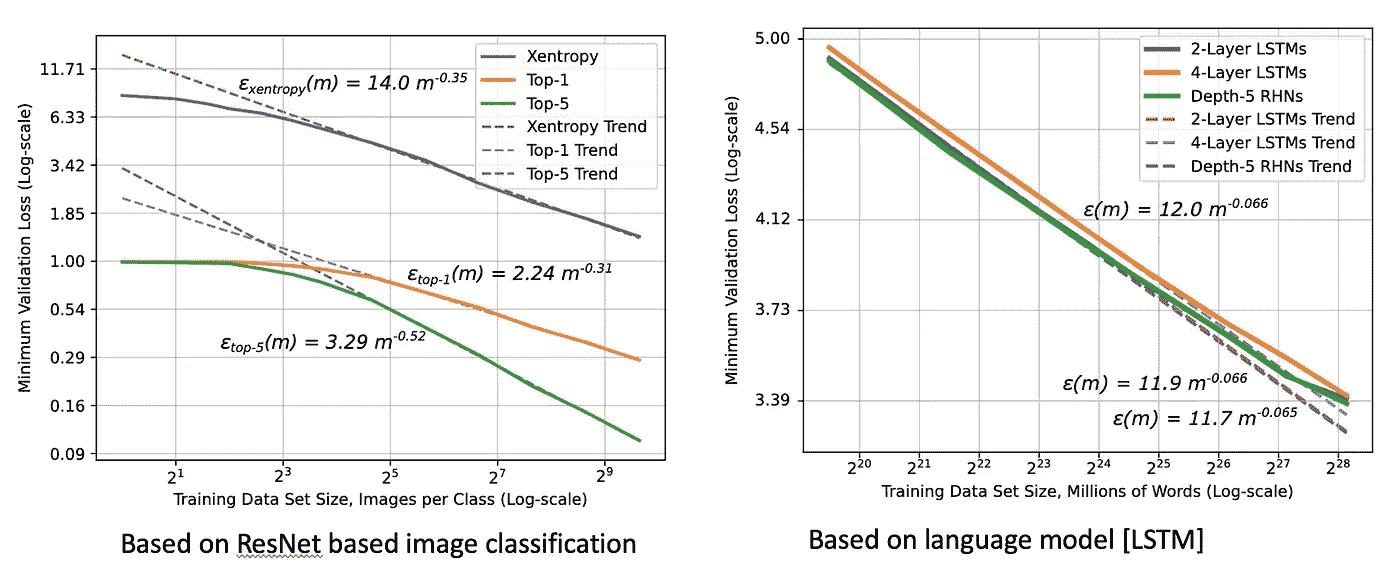 Minimum Validation Loss (Log-scale)
11.71
6.33
3.42
1.85
1.00
0.54
0.29
0.16
0.09
Xentropy
Top-1
Top-5
Xentropy Trend
Top-1 Trend
Top-5 Trend
εxentropy(m) = 14.0 m-0.35
εtop-1(m) = 2.24 m-0.31
εtop-5(m) = 3.29 m-0.52
21 23 25 27 29
Training Data Set Size, Images per Class (Log-scale)
Based on ResNet based image classification
Minimum Validation Loss (Log-scale)
5.00
4.54
4.12
3.73
3.39
2-Layer LSTMs
4-Layer LSTMs
Depth-5 RHNs
2-Layer LSTMs Trend
4-Layer LSTMs Trend
Depth-5 RHNs Trend
ε(m) = 12.0 m-0.066
ε(m) = 11.9 m-0.066
ε(m) = 11.7 m-0.065
220 221 222 223 224 225 226 227 228
Training Data Set Size, Millions of Words (Log-scale)
Based on language model [LSTM]